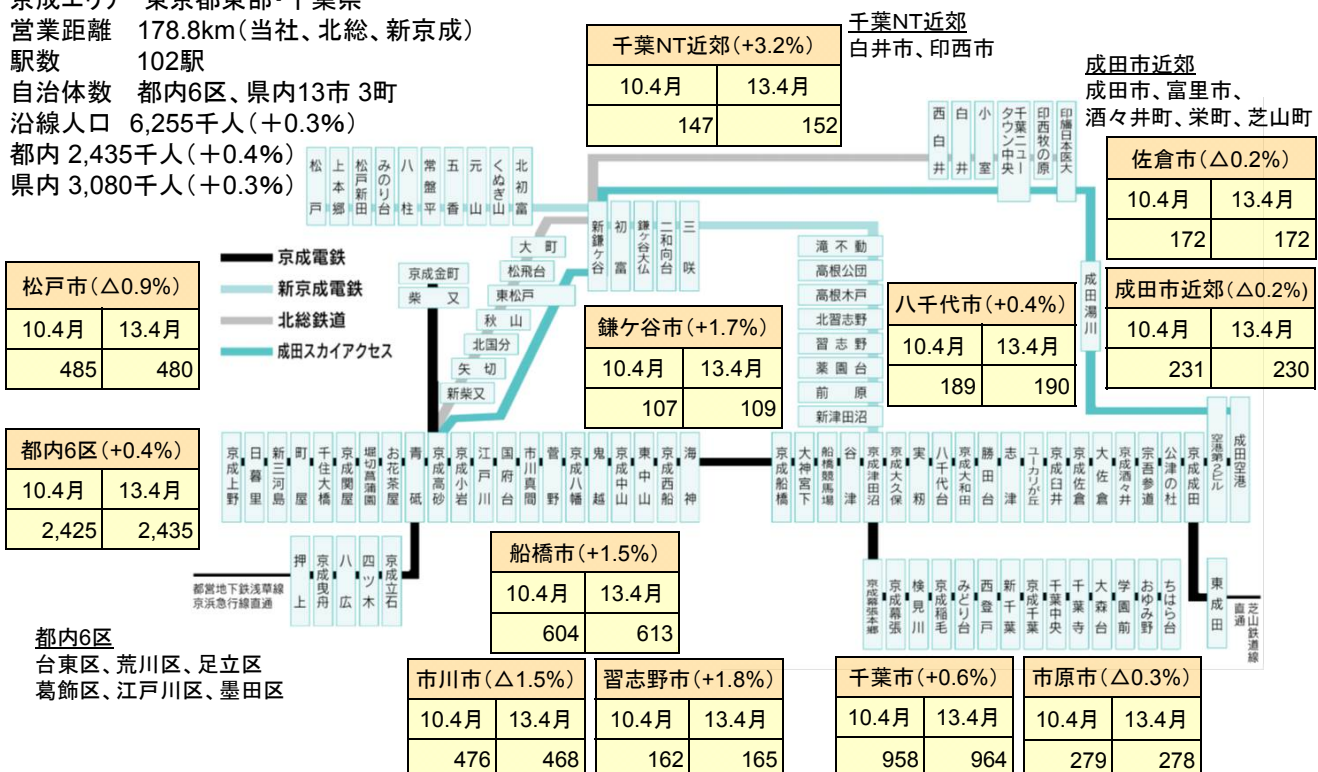 京成エリア 東京都東部・千葉県
営業距離 178.8km(当社、北総、新京成)
駅数 102駅
自治体数 都内6区、県内13市 3町
沿線人口 6,255千人(+0.3%)
都内 2,435千人(+0.4%)
県内 3,080千人(+0.3%)
千葉NT近郊(+3.2%)
10.4月 13.4月
147 152
千葉NT近郊
白井市、印西市
成田市近郊
成田市、富里市、
酒々井町、栄町、芝山町
佐倉市(△0.2%)
10.4月 13.4月
172 172
成田市近郊(△0.2%)
10.4月 13.4月
231 230
西白井
白井
小室
千葉ニュータウン中央
印西牧の原
印旛日本医大
松戸
上本郷
松戸新田
みのり台
八柱
常盤平
五香
元山
くぬぎ山
北初富
新鎌ケ谷
初富
鎌ケ谷大仏
二和向台
三咲
滝不動
高根公団
高根木戸
北習志野
習志野
薬園台
前原
新津田沼
成田湯川
京成電鉄
新京成電鉄
北総鉄道
成田スカイアクセス
京成金町
柴又
大町
松飛台
東松戸
秋山
北国分
矢切
新柴又
松戸市(△0.9%)
10.4月 13.4月
485 480
鎌ケ谷市(+1.7%)
10.4月 13.4月
107 109
八千代市(+0.4%)
10.4月 13.4月
189 190
都内6区(+0.4%)
10.4月 13.4月
2,425 2,435
京成上野
日暮里
新三河島
町屋
千住大橋
京成関屋
堀切菖蒲園
お花茶屋
青砥
京成高砂
京成小岩
江戸川
国府台
市川真間
菅野
京成八幡
鬼越
京成中山
東中山
京成西船
海神
京成船橋
大神宮下
船橋競馬場
谷津
京成津田沼
京成大久保
実籾
八千代台
京成大和田
勝田台
志津
ユーカリが丘
京成臼井
京成佐倉
大佐倉
京成酒々井
宗吾参道
公津の杜
京成成田
空港第2ビル
成田空港
都営地下鉄浅草線
京浜急行線直通
押上
京成曳舟
八広
四ツ木
京成立石
船橋市(+1.5%)
10.4月 13.4月
604 613
京成幕張本郷
京成幕張
検見川
京成稲毛
みどり台
西登戸
新千葉
京成千葉
千葉中央
千葉寺
大森台
学園前
おゆみ野
ちはら台
東成田
芝山鉄道線
直通
都内6区
台東区、荒川区、足立区
葛飾区、江戸川区、墨田区
市川市(△1.5%)
10.4月 13.4月
476 468
習志野市(+1.8%)
10.4月 13.4月
162 165
千葉市(+0.6%)
10.4月 13.4月
958 964
市原市(△0.3%)
10.4月 13.4月
279 278